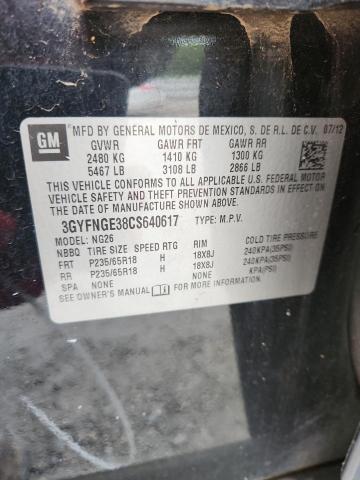 GM
MFD BY GENERAL MOTORS DE MEXICO, S. DE R.L. DE C.V. 07/12
GVWR GAWR FRT GAWR RR
2480 KG 1410 KG 1300 KG
5467 LB 3108 LB 2866 LB
THIS VEHICLE CONFORMS TO ALL APPLICABLE U.S. FEDERAL MOTOR
VEHICLE SAFETY AND THEFT PREVENTION STANDARDS IN EFFECT ON
THE DATE OF MANUFACTURE SHOWN ABOVE.
3GYFNGE38CS640617 TYPE: M.P.V.
MODEL: NG26
NBBQ TIRE SIZE SPEED RTG RIM COLD TIRE PRESSURE
FRT P235/65R18 H 18X8J 240KPA(35PSI)
RR P235/65R18 H 18X8J 240KPA(35PSI)
SPA NONE NONE KPA(PSI)
SEE OWNER'S MANUAL FOR ADDITIONAL INFORMATION.